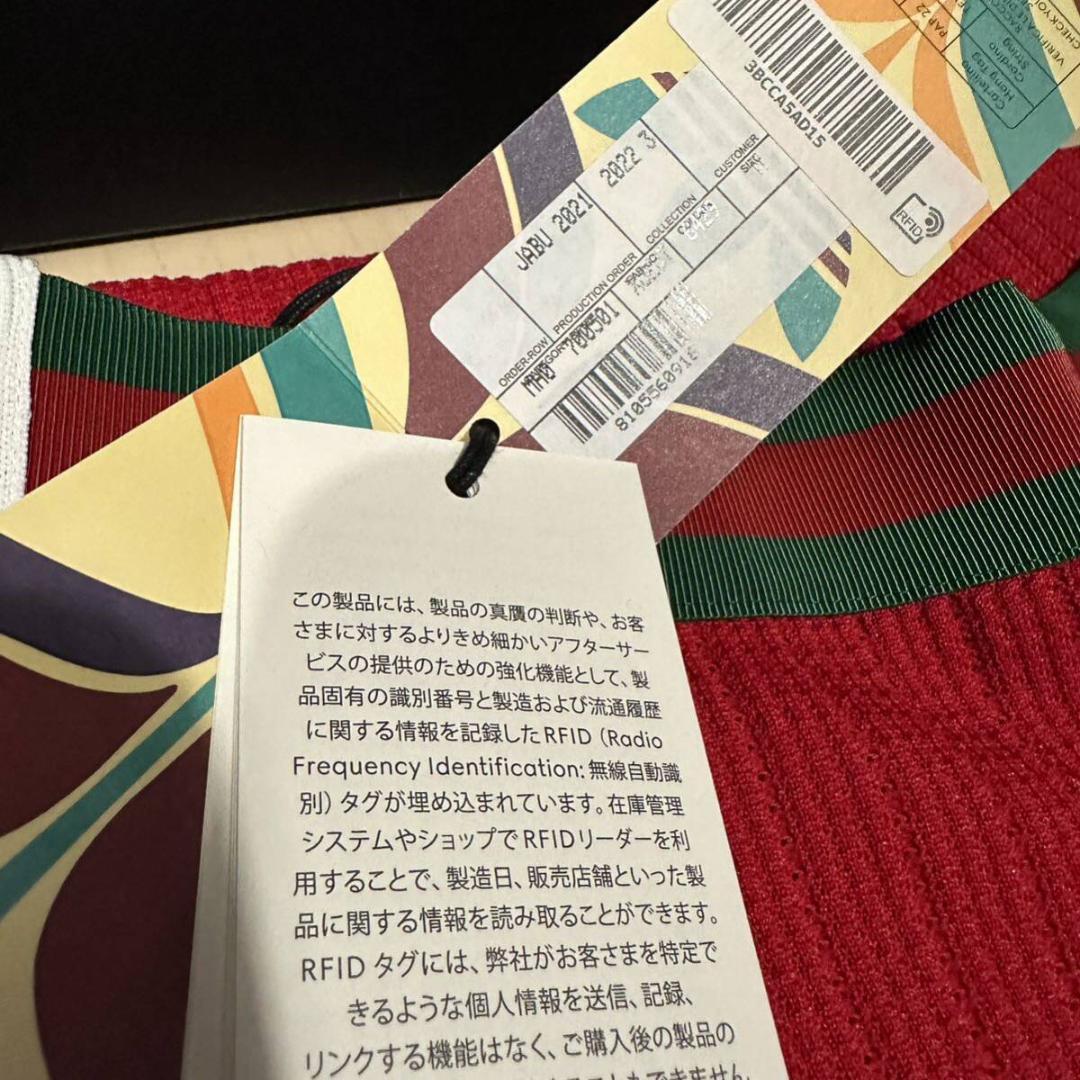 Cartellino
Hang Tag
Cordino
String
PAP 22
3BCCA5AD15
RFID
ORDER-ROW
PRODUCTION ORDER
COLLECTION
CUSTOMER
JABU 2021
2022 3
700501
8105560918
この製品には、製品の真贋の判断や、お客
さまに対するよりきめ細かいアフターサー
ビスの提供のための強化機能として、製
品固有の識別番号と製造および流通履歴
に関する情報を記録したRFID（Radio
Frequency Identification: 無線自動識
別）タグが埋め込まれています。在庫管理
システムやショップでRFIDリーダーを利
用することで、製造日、販売店舗といった製
品に関する情報を読み取ることができます。
RFID タグには、弊社がお客さまを特定で
きるような個人情報を送信、記録、
リンクする機能はなく、ご購入後の製品の